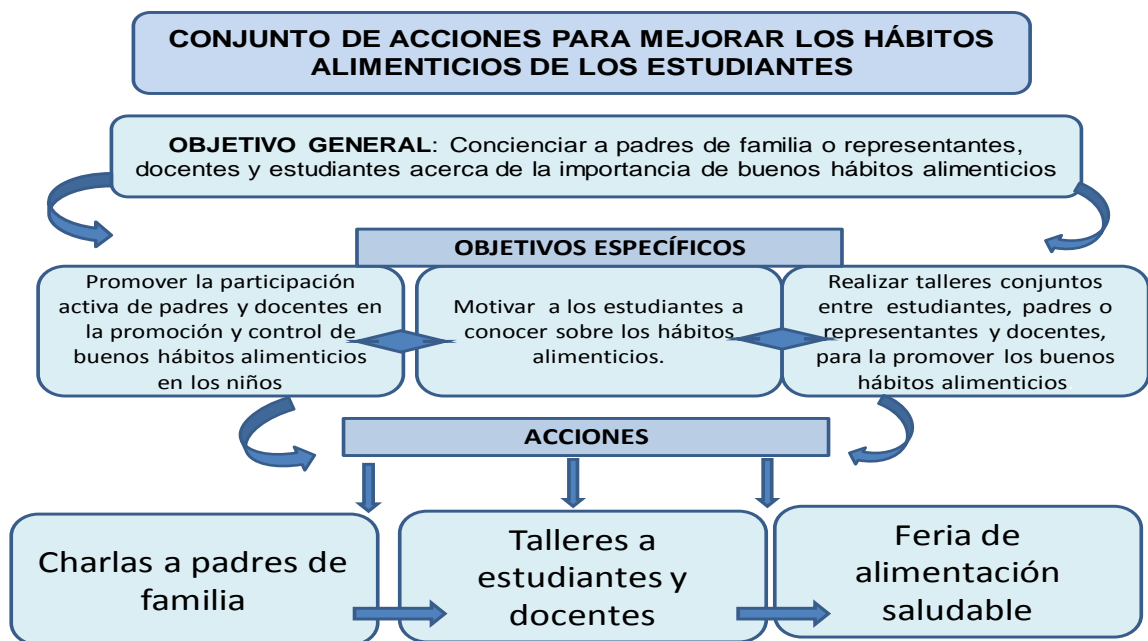 CONJUNTO DE ACCIONES PARA MEJORAR LOS HÁBITOS
ALIMENTICIOS DE LOS ESTUDIANTES
OBJETIVO GENERAL: Concienciar a padres de familia o representantes,
docentes y estudiantes acerca de la importancia de buenos hábitos alimenticios
OBJETIVOS ESPECÍFICOS
Promover la participación
activa de padres y docentes en
la promoción y control de
buenos hábitos alimenticios
en los niños
Motivar a los estudiantes a
conocer sobre los hábitos
alimenticios.
Realizar talleres conjuntos
entre estudiantes, padres o
representantes y docentes,
para la promover los buenos
hábitos alimenticios
ACCIONES
Charlas a padres de
familia
Talleres a
estudiantes y
docentes
Feria de
alimentación
saludable